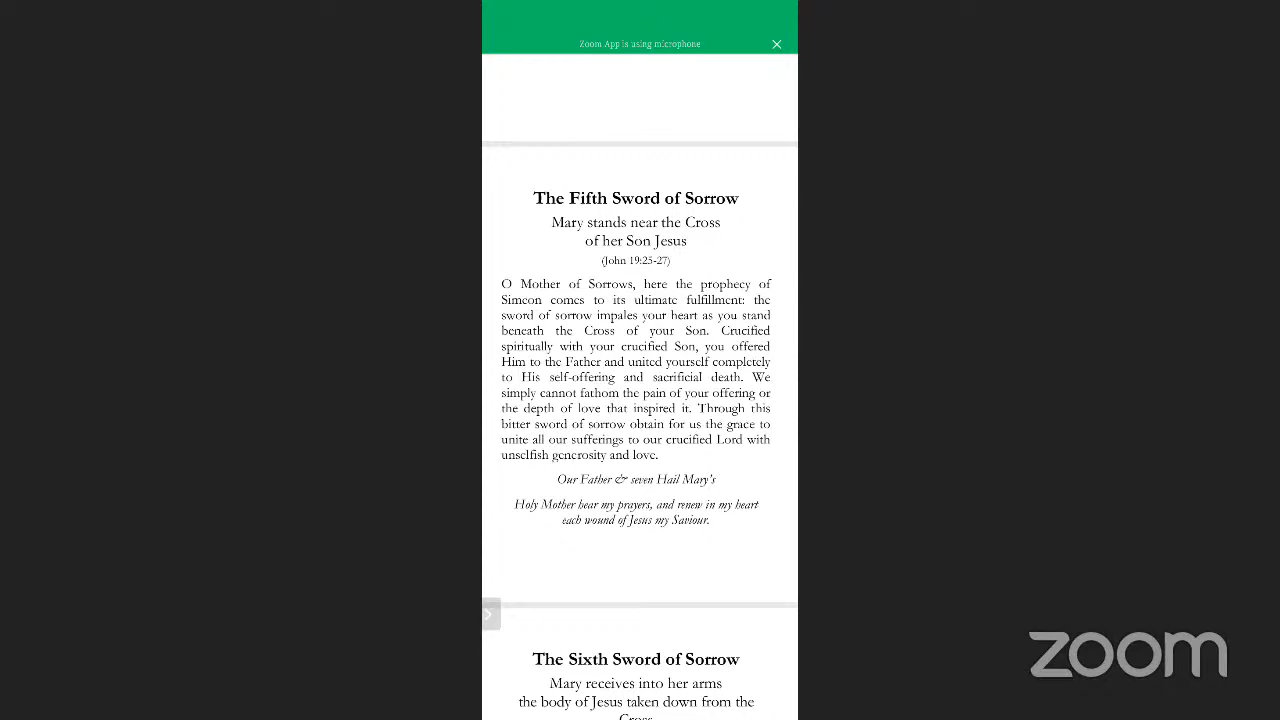 Zoom App is using microphone
The Fifth Sword of Sorrow
Mary stands near the Cross
of her Son Jesus
(John 19:25-27)
O Mother of Sorrows, here the prophecy of
Simeon comes to its ultimate fulfillment: the
sword of sorrow impales your heart as you stand
beneath the Cross of your Son. Crucified
spiritually with your crucified Son, you offered
Him to the Father and united yourself completely
to His self-offering and sacrificial death. We
simply cannot fathom the pain of your offering or
the depth of love that inspired it. Through this
bitter sword of sorrow obtain for us the grace to
unite all our sufferings to our crucified Lord with
unselfish generosity and love.
Our Father & seven Hail Mary's
Holy Mother hear my prayers, and renew in my heart
each wound of Jesus my Saviour.
The Sixth Sword of Sorrow
Mary receives into her arms
the body of Jesus taken down from the
Cross
zoom